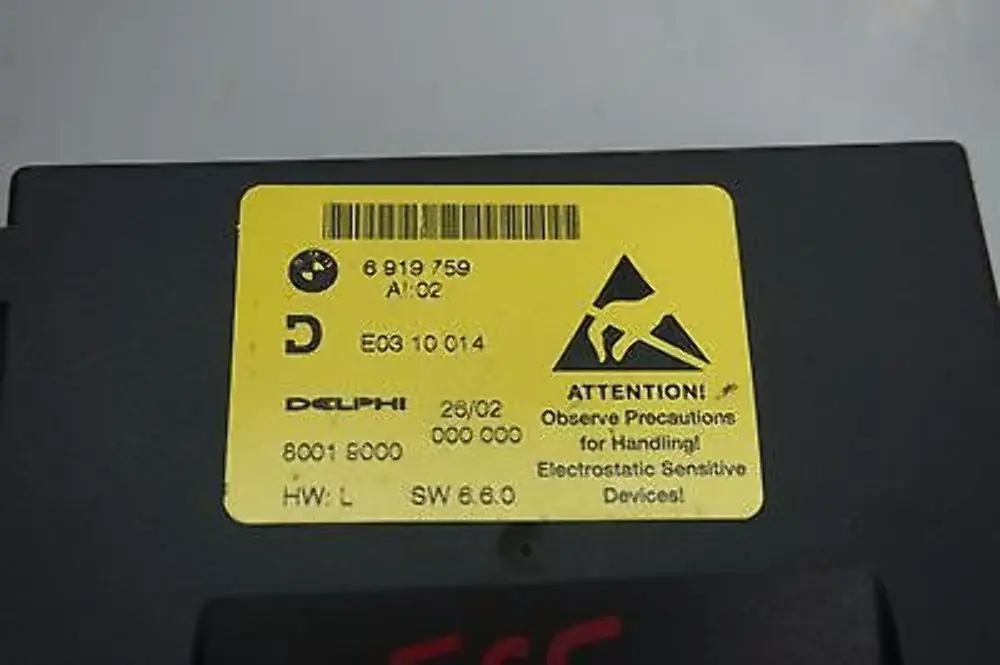 6 919 759
AI:02
D
E03 10 014
DELPHI
26/02
000 000
8001 9000
HW: L SW 6.6.0
ATTENTION!
Observe Precautions
for Handling!
Electrostatic Sensitive
Devices!